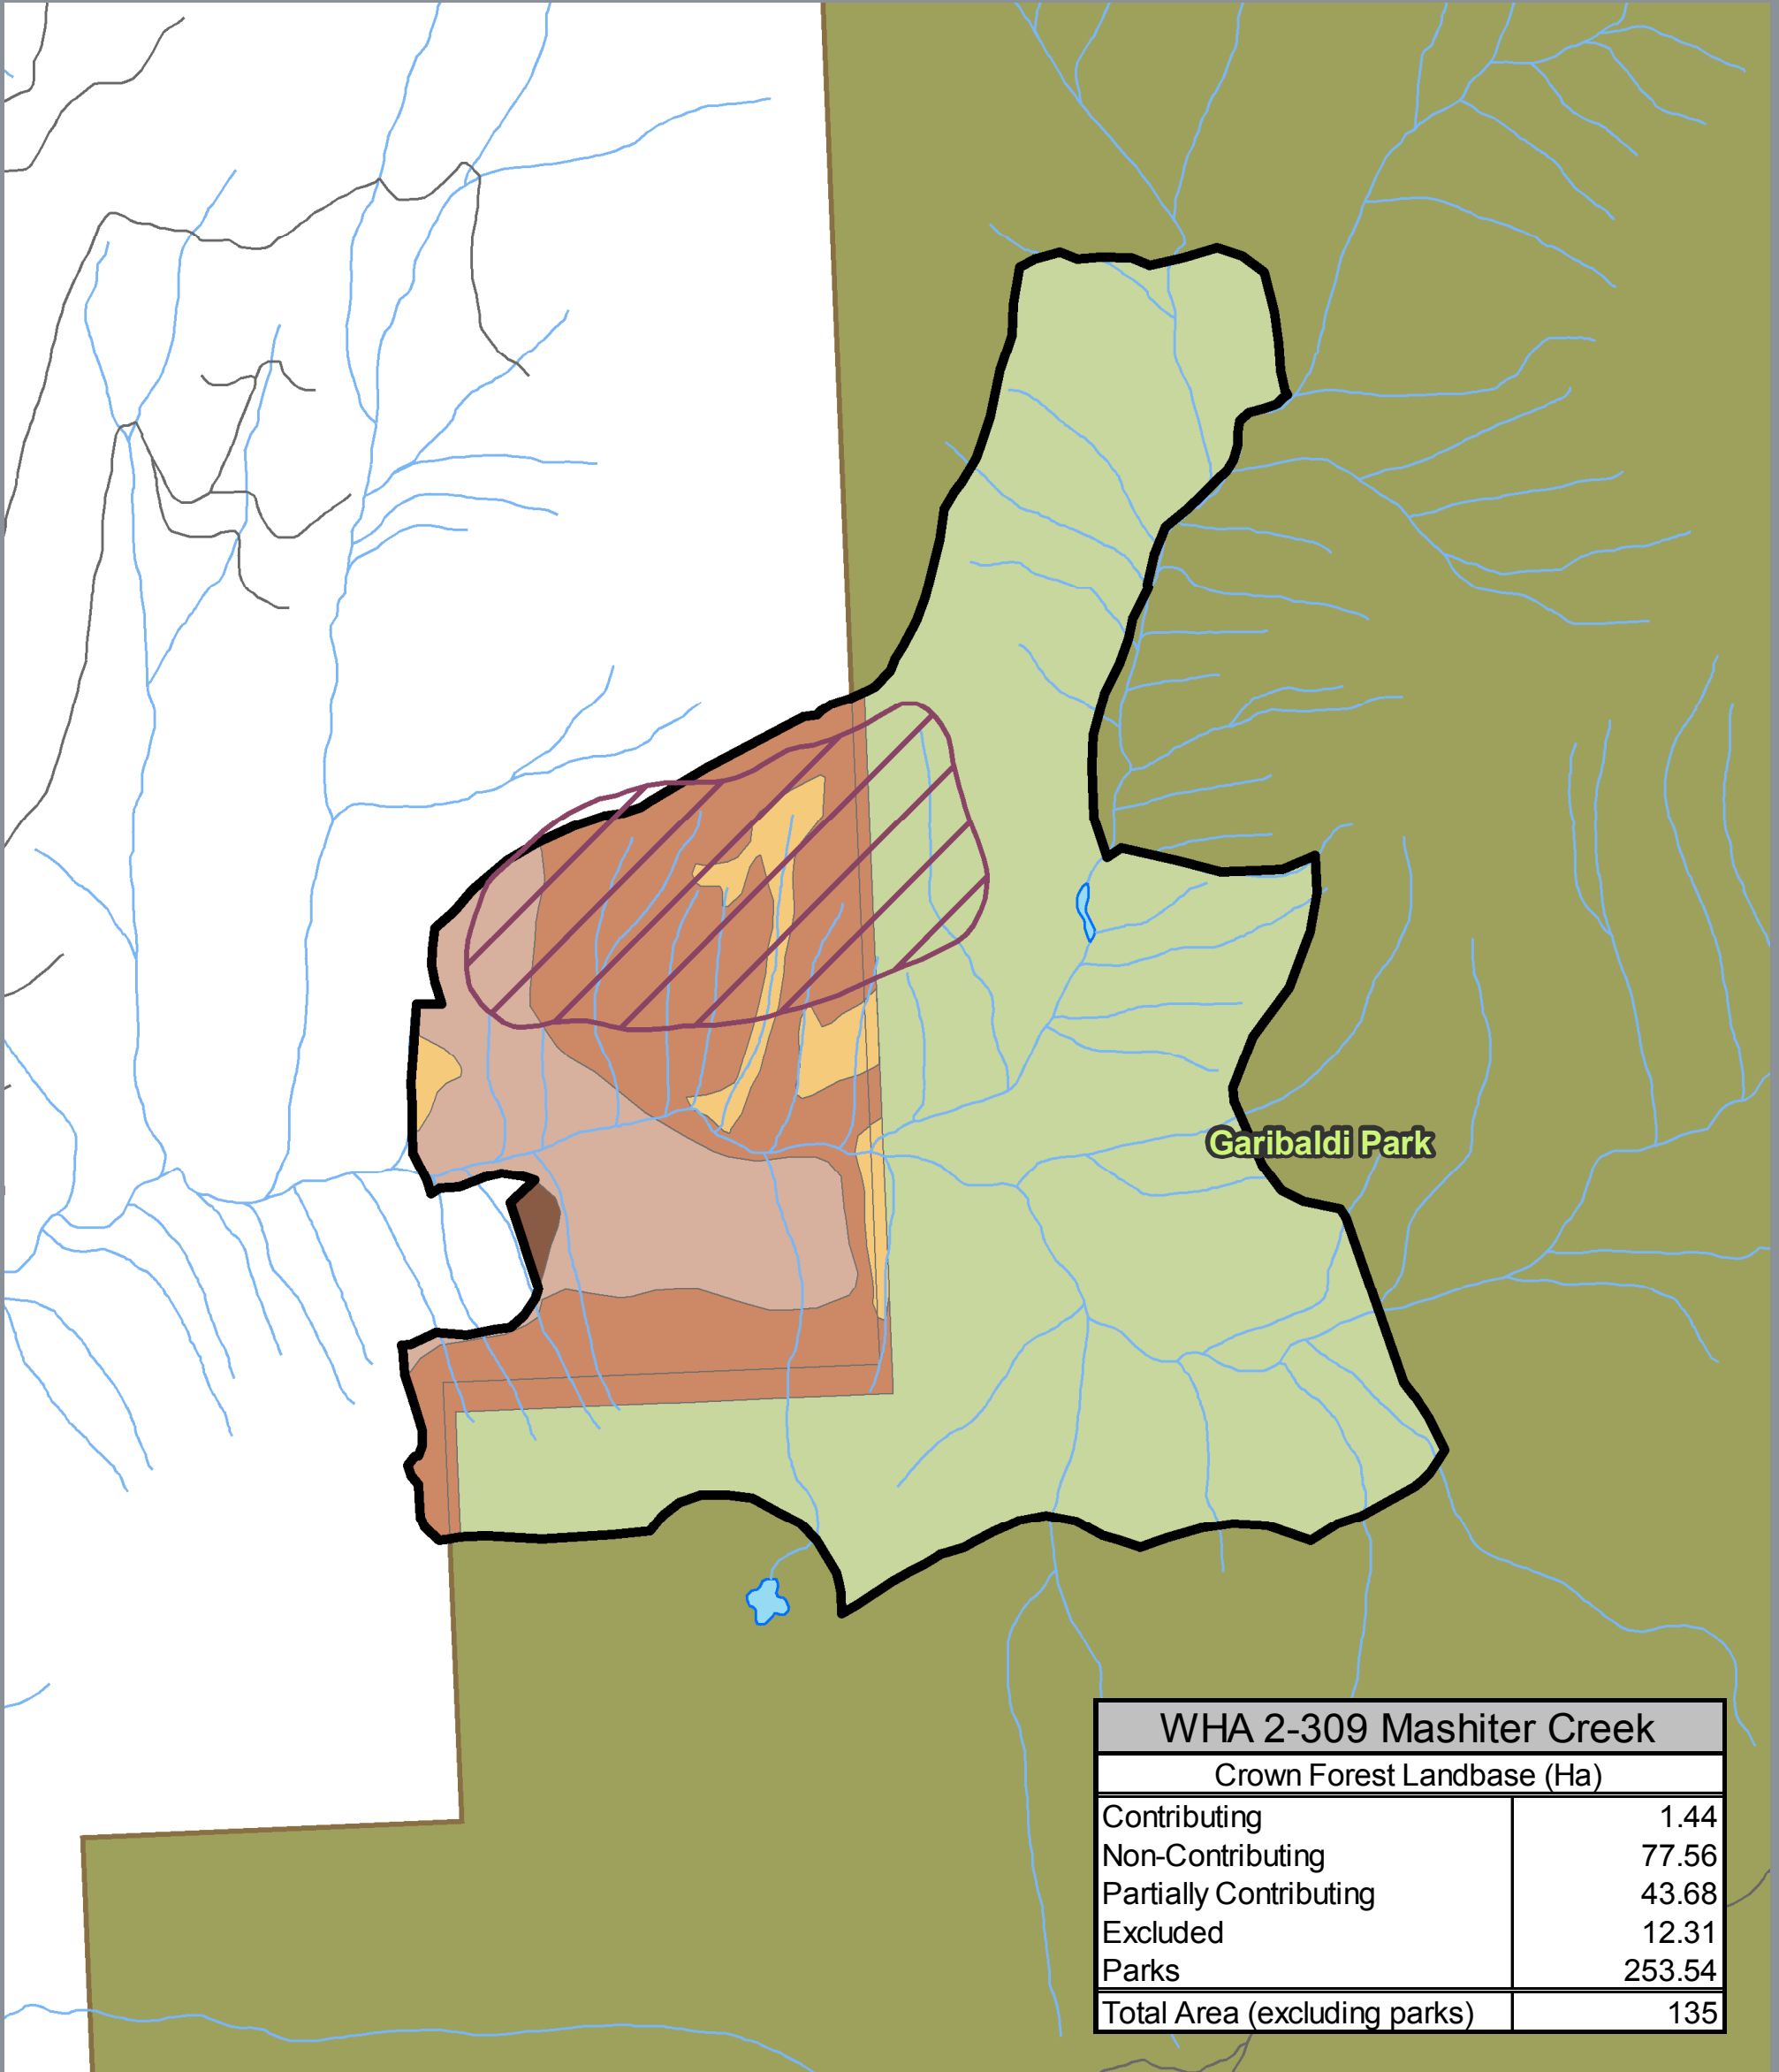 Garibaldi Park
WHA 2-309 Mashiter Creek
Crown Forest Landbase (Ha)
Contributing 1.44
Non-Contributing 77.56
Partially Contributing 43.68
Excluded 12.31
Parks 253.54
Total Area (excluding parks) 135